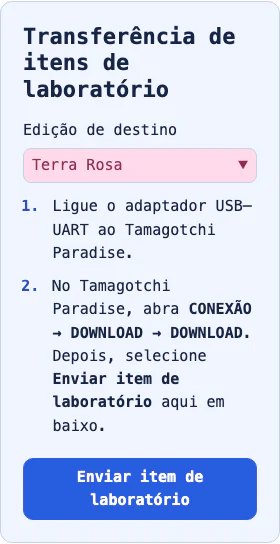 Transferência de
itens de
laboratório
Edição de destino
Terra Rosa
1. Ligue o adaptador USB–
UART ao Tamagotchi
Paradise.
2. No Tamagotchi
Paradise, abra CONEXÃO
→ DOWNLOAD → DOWNLOAD.
Depois, selecione
Enviar item de
laboratório aqui em
baixo.
Enviar item de
laboratório